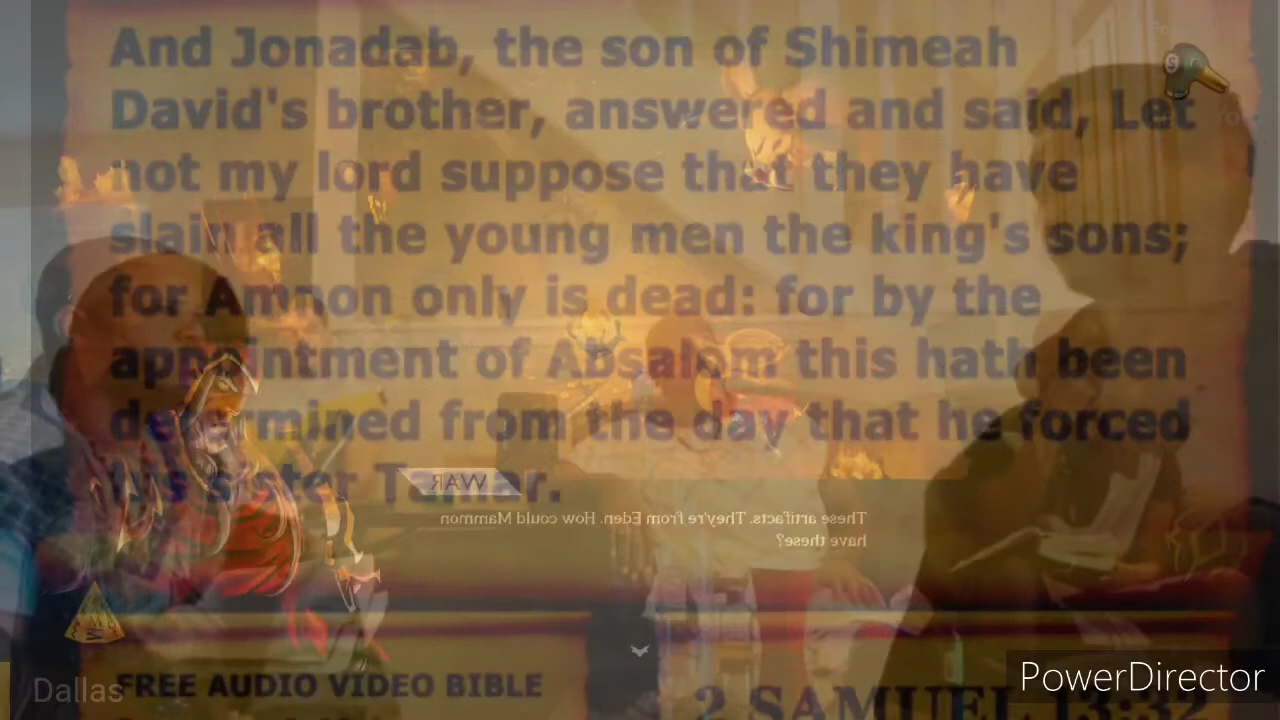 And Jonadab, the son of Shimeah
David's brother, answered and said, Let
not my lord suppose that they have
slain all the young men the king's sons;
for Amnon only is dead: for by the
appointment of Absalom this hath been
determined from the day that he forced
his sister Tamar.
WAR
These artifacts. They're from Eden. How could Mammon
have these?
Dallas
FREE AUDIO VIDEO BIBLE
2 SAMUEL 13:32
PowerDirector